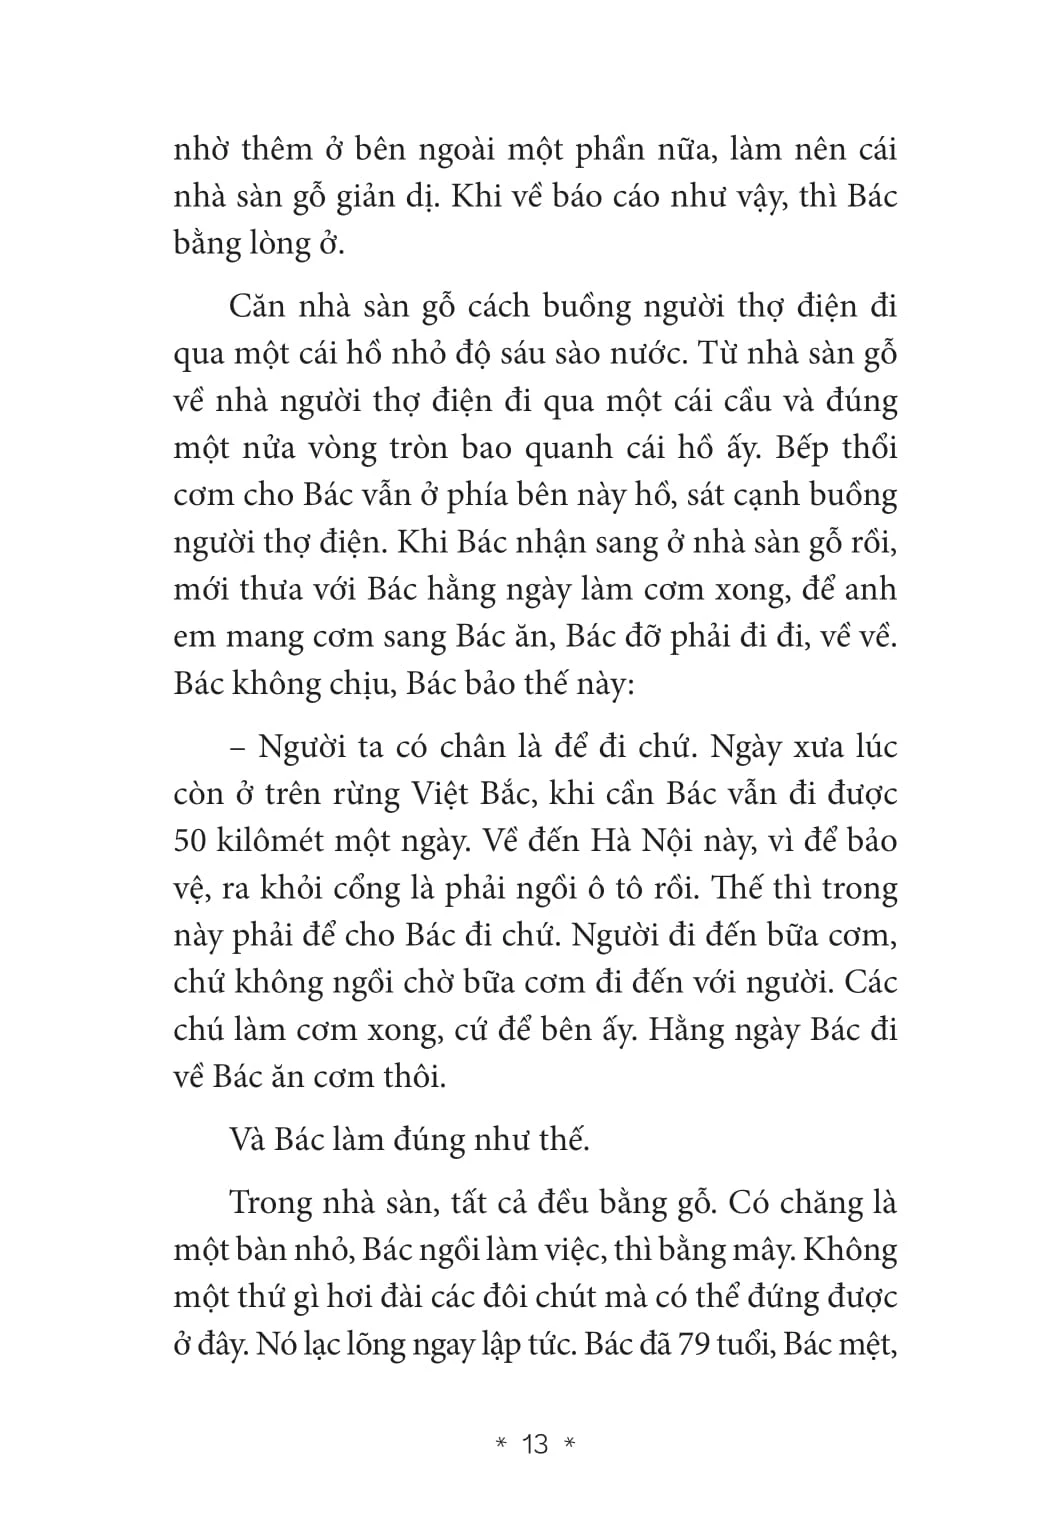 nhờ thêm ở bên ngoài một phần nữa, làm nên cái
nhà sàn gỗ giản dị. Khi về báo cáo như vậy, thì Bác
bằng lòng ở.
Căn nhà sàn gỗ cách buồng người thợ điện đi
qua một cái hồ nhỏ độ sáu sào nước. Từ nhà sàn gỗ
về nhà người thợ điện đi qua một cái cầu và đúng
một nửa vòng tròn bao quanh cái hồ ấy. Bếp thổi
cơm cho Bác vẫn ở phía bên này hồ, sát cạnh buồng
người thợ điện. Khi Bác nhận sang ở nhà sàn gỗ rồi,
mới thưa với Bác hằng ngày làm cơm xong, để anh
em mang cơm sang Bác ăn, Bác đỡ phải đi đi, về về.
Bác không chịu, Bác bảo thế này:
– Người ta có chân là để đi chứ. Ngày xưa lúc
còn ở trên rừng Việt Bắc, khi cần Bác vẫn đi được
50 kilômét một ngày. Về đến Hà Nội này, vì để bảo
vệ, ra khỏi cổng là phải ngồi ô tô rồi. Thế thì trong
này phải để cho Bác đi chứ. Người đi đến bữa cơm,
chứ không ngồi chờ bữa cơm đi đến với người. Các
chú làm cơm xong, cứ để bên ấy. Hằng ngày Bác đi
về Bác ăn cơm thôi.
Và Bác làm đúng như thế.
Trong nhà sàn, tất cả đều bằng gỗ. Có chăng là
một bàn nhỏ, Bác ngồi làm việc, thì bằng mây. Không
một thứ gì hơi đài các đôi chút mà có thể đứng được
ở đây. Nó lạc lõng ngay lập tức. Bác đã 79 tuổi, Bác mệt,
* 13 *